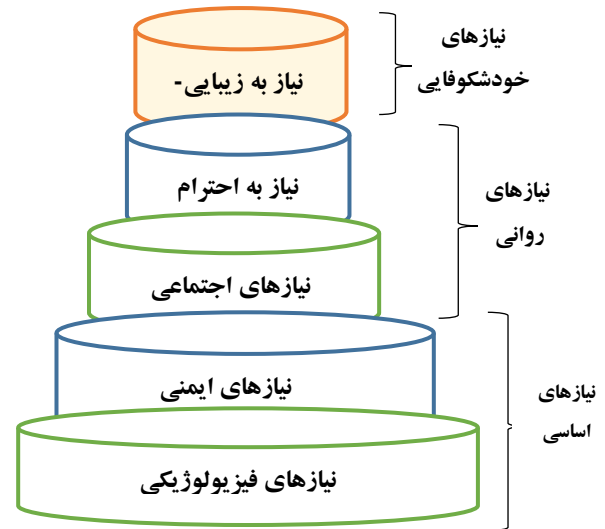 نیازهای
خودشکوفایی
نیاز به زیبایی-
نیازهای
روانی
نیاز به احترام
نیازهای اجتماعی
نیازهای
اساسی
نیازهای ایمنی
نیازهای فیزیولوژیکی